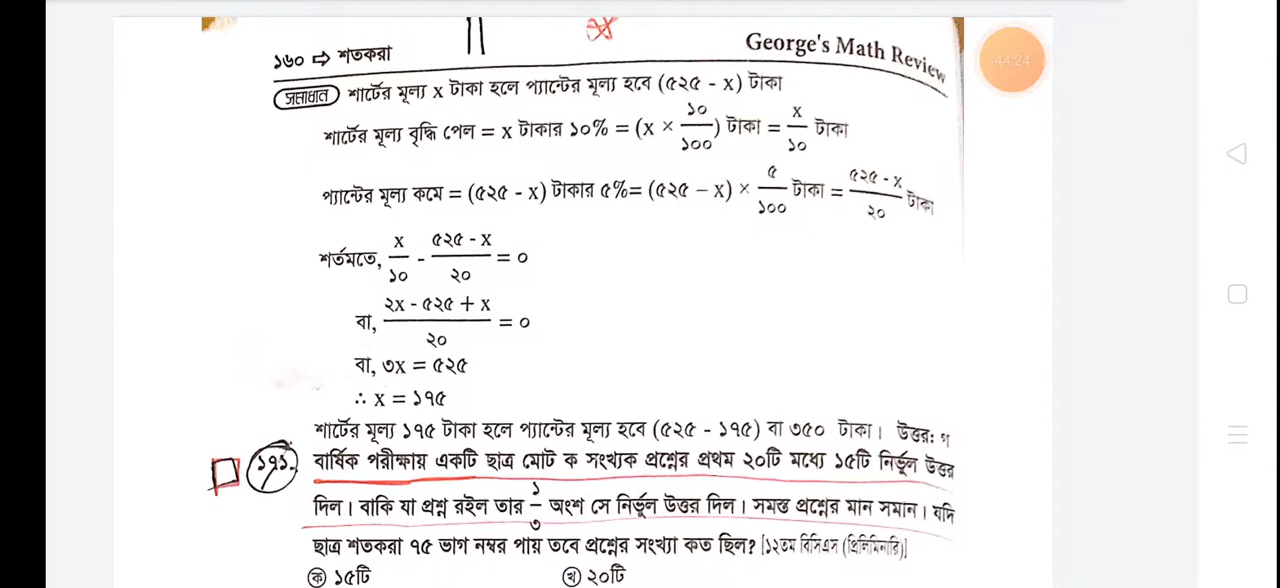 ১৬০ ⇨ শতকরা
George's Math Review
44:24
সমাধান শার্টের মূল্য x টাকা হলে প্যান্টের মূল্য হবে (৫২৫ - x) টাকা
শার্টের মূল্য বৃদ্ধি পেল = x টাকার ১০% = (x × ১০/১০০) টাকা = x/১০ টাকা
প্যান্টের মূল্য কমে = (৫২৫ - x) টাকার ৫%= (৫২৫ – x) × ৫/১০০ টাকা = ৫২৫ - x/২০ টাকা
শর্তমতে, x/১০ - ৫২৫ - x/২০ = ০
বা, ২x - ৫২৫ + x/২০ = ০
বা, ৩x = ৫২৫
∴ x = ১৭৫
শার্টের মূল্য ১৭৫ টাকা হলে প্যান্টের মূল্য হবে (৫২৫ - ১৭৫) বা ৩৫০ টাকা। উত্তর: গ
১৭১. বার্ষিক পরীক্ষায় একটি ছাত্র মোট ক সংখ্যক প্রশ্নের প্রথম ২০টি মধ্যে ১৫টি নির্ভুল উত্তর
দিল। বাকি যা প্রশ্ন রইল তার ১/৩ অংশ সে নির্ভুল উত্তর দিল। সমস্ত প্রশ্নের মান সমান। যদি
ছাত্র শতকরা ৭৫ ভাগ নম্বর পায় তবে প্রশ্নের সংখ্যা কত ছিল? [১২তম বিসিএস (প্রিলিমিনারি)]
ক ১৫টি খ ২০টি